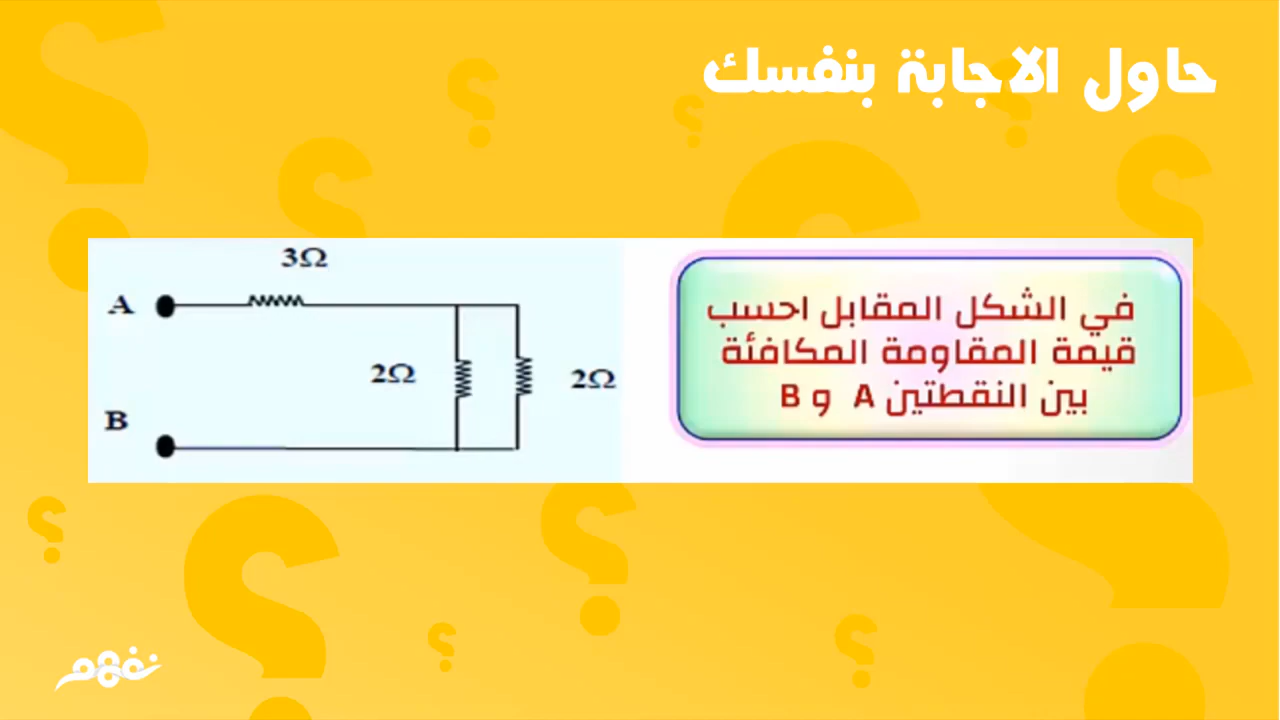 حاول الاجابة بنفسك
3Ω
A
2Ω
2Ω
B
في الشكل المقابل احسب
قيمة المقاومة المكافئة
بين النقطتين A و B
نفهم